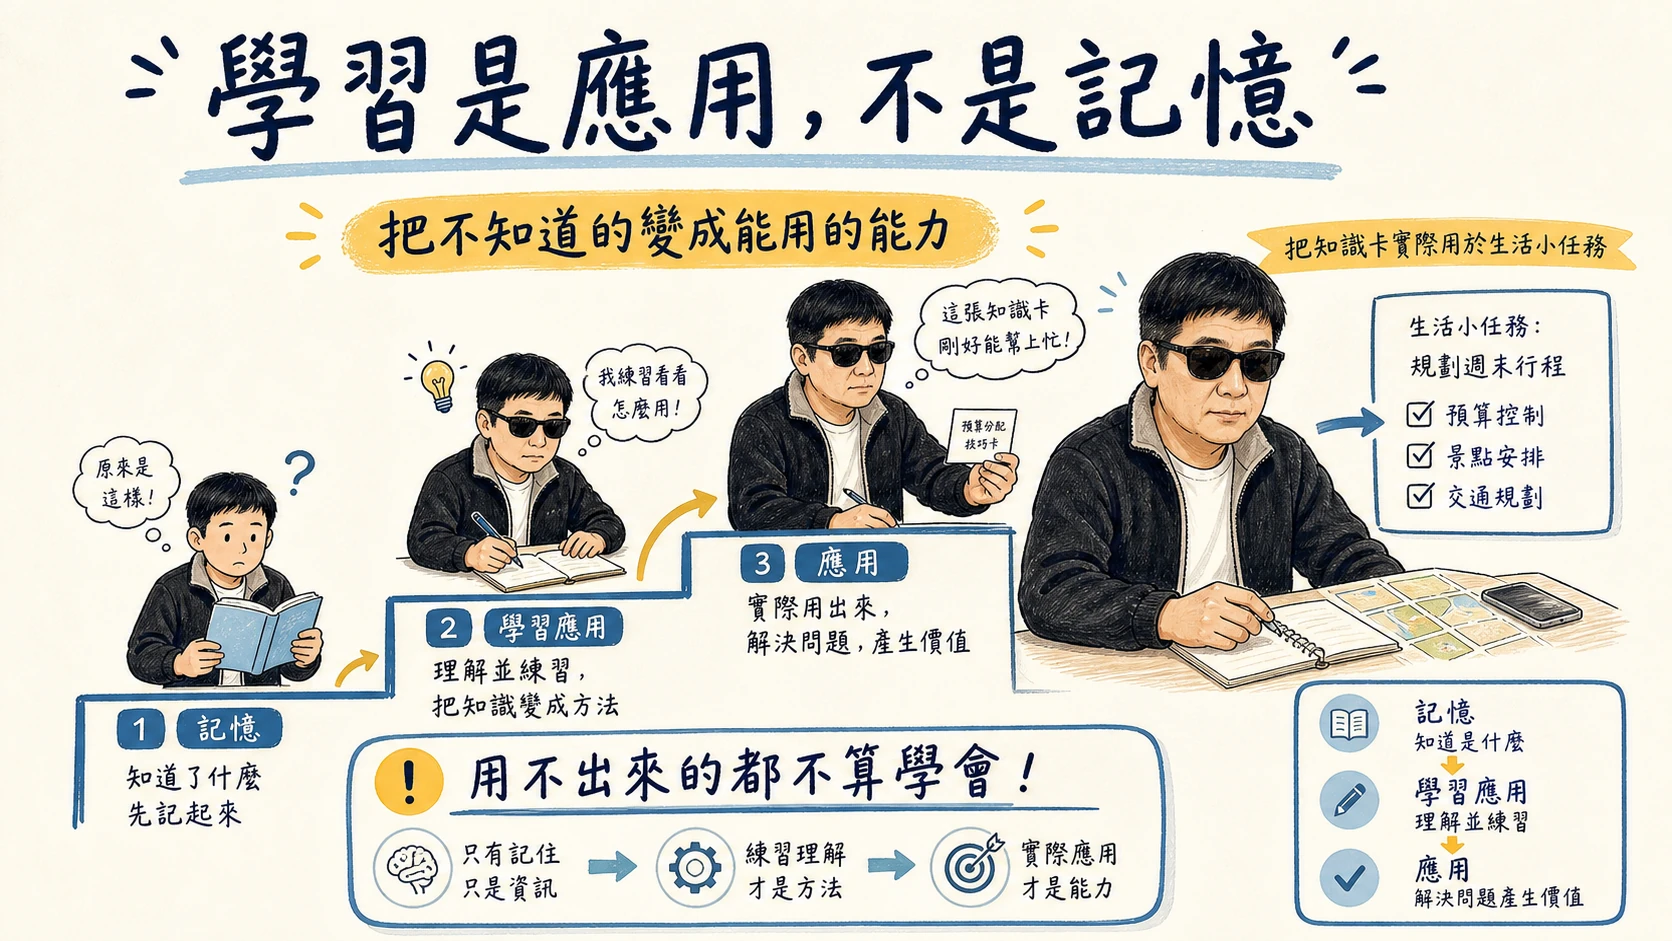 學習是應用，不是記憶
把不知道的變成能用的能力
把知識卡實際用於生活小任務
原來是
這樣！
?
1 記憶
知道了什麼
先記起來
我練習看看
怎麼用！
2 學習應用
理解並練習，
把知識變成方法
這張知識卡
剛好能幫上忙！
預算分配
技巧卡
3 應用
實際用出來，
解決問題，產生價值
生活小任務：
規劃週末行程
預算控制
景點安排
交通規劃
! 用不出來的都不算學會！
只有記住
只是資訊
練習理解
才是方法
實際應用
才是能力
記憶
知道是什麼
學習應用
理解並練習
應用
解決問題產生價值